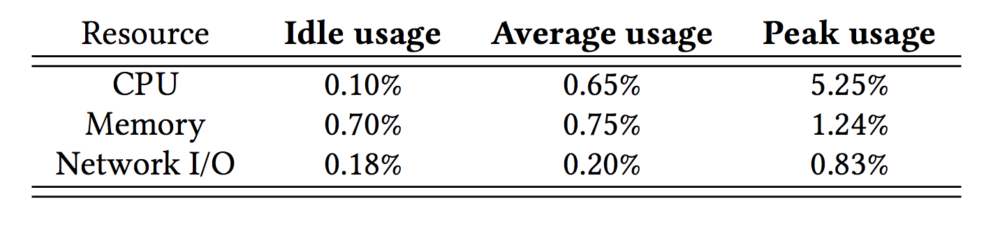 Resource Idle usage Average usage Peak usage
CPU 0.10% 0.65% 5.25%
Memory 0.70% 0.75% 1.24%
Network I/O 0.18% 0.20% 0.83%